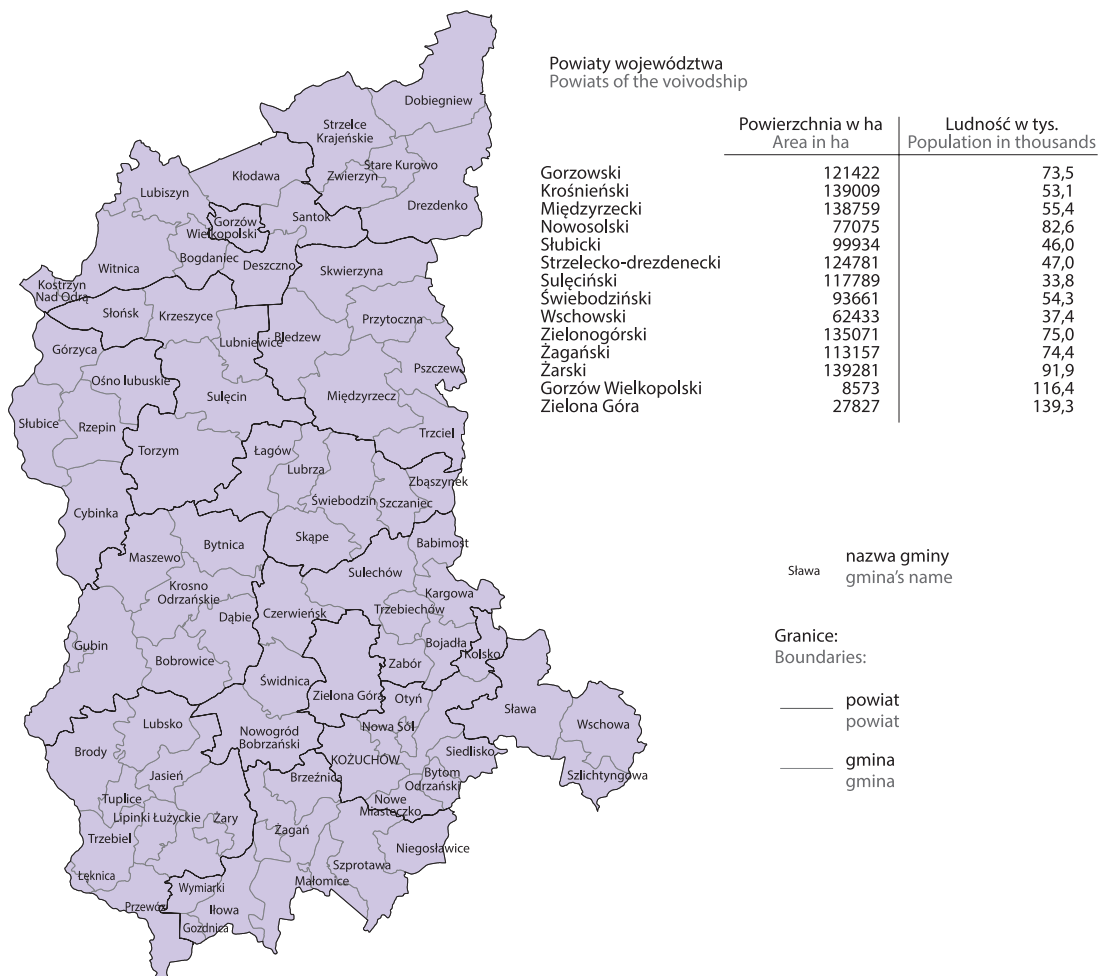 Powiaty województwa
Powiats of the voivodship
Powierzchnia w ha
Area in ha
Ludność w tys.
Population in thousands
Gorzowski 121422 73,5
Krośnieński 139009 53,1
Międzyrzecki 138759 55,4
Nowosolski 77075 82,6
Słubicki 99934 46,0
Strzelecko-drezdenecki 124781 47,0
Sulęciński 117789 33,8
Świebodziński 93661 54,3
Wschowski 62433 37,4
Zielonogórski 135071 75,0
Żagański 113157 74,4
Żarski 139281 91,9
Gorzów Wielkopolski 8573 116,4
Zielona Góra 27827 139,3
Dobiegniew
Strzelce
Krajeńskie
Stare Kurowo
Zwierzyn
Kłodawa
Lubiszyn
Drezdenko
Santok
Gorzów
Wielkopolski
Bogdaniec
Deszczno
Witnica
Skwierzyna
Kostrzyn
Nad Odrą
Słońsk
Krzeszyce
Przytoczna
Lubniewice
Bledzew
Górzyca
Pszczew
Ośno lubuskie
Sulęcin
Międzyrzecz
Słubice
Rzepin
Trzciel
Torzym
Łagów
Lubrza
Zbąszynek
Świebodzin
Szczaniec
Cybinka
Skąpe
Babimost
Bytnica
Maszewo
Sulechów
Krosno
Odrzańskie
Kargowa
Trzebiechów
Dąbie
Czerwieńsk
Gubin
Bojadła
Kolsko
Bobrowice
Zabór
Świdnica
Zielona Góra
Otyń
Sława
Lubsko
Nowa Sól
Wschowa
Nowogród
Bobrzański
Brody
Siedlisko
KOŻUCHÓW
Jasień
Brzeźnica
Bytom
Odrzański
Szlichtyngowa
Tuplice
Nowe
Miasteczko
Lipinki Łużyckie
Żary
Żagań
Trzebiel
Niegosławice
Szprotawa
Łęknica
Wymiarki
Małomice
Przewóz
Iłowa
Gozdnica
Sława
nazwa gminy
gmina's name
Granice:
Boundaries:
powiat
powiat
gmina
gmina